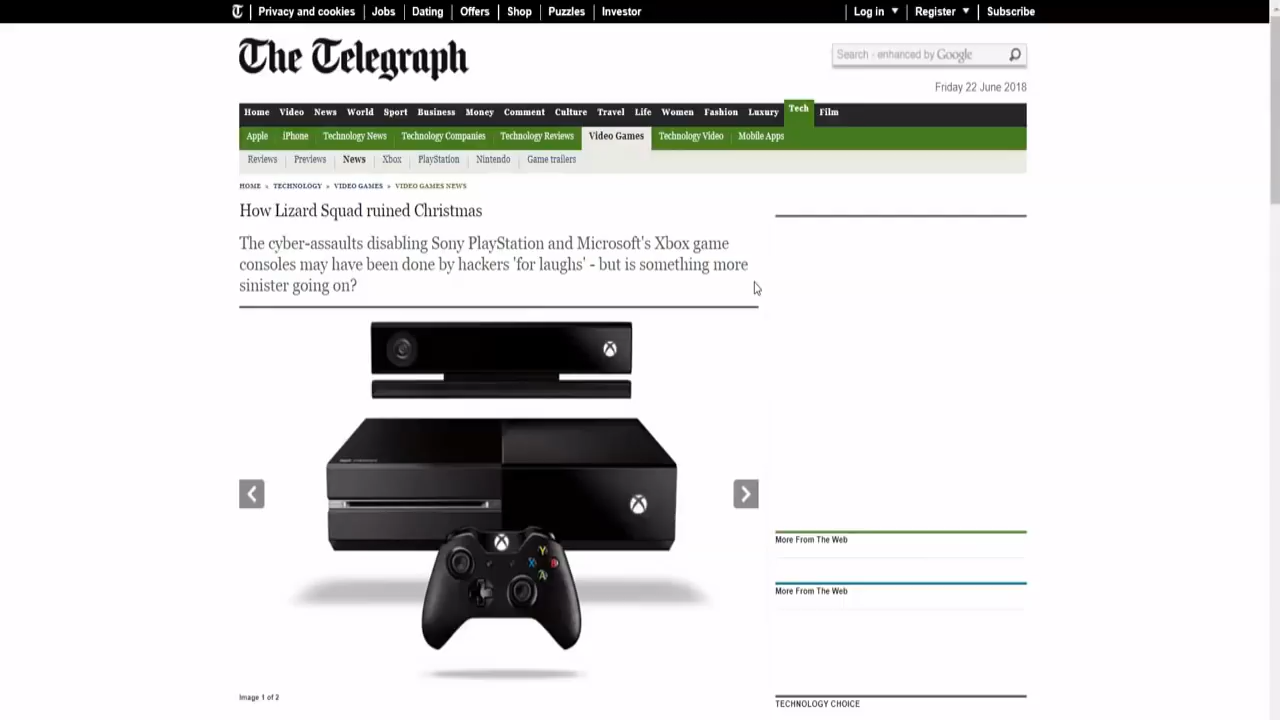 Privacy and cookies Jobs Dating Offers Shop Puzzles Investor Log in Register Subscribe
The Telegraph
Search - enhanced by Google
Friday 22 June 2018
Home Video News World Sport Business Money Comment Culture Travel Life Women Fashion Luxury Tech Film
Apple iPhone Technology News Technology Companies Technology Reviews Video Games Technology Video Mobile Apps
Reviews Previews News Xbox PlayStation Nintendo Game trailers
HOME » TECHNOLOGY » VIDEO GAMES » VIDEO GAMES NEWS
How Lizard Squad ruined Christmas
The cyber-assaults disabling Sony PlayStation and Microsoft's Xbox game
consoles may have been done by hackers 'for laughs' - but is something more
sinister going on?
Y
X B
A
Image 1 of 2
More From The Web
More From The Web
TECHNOLOGY CHOICE